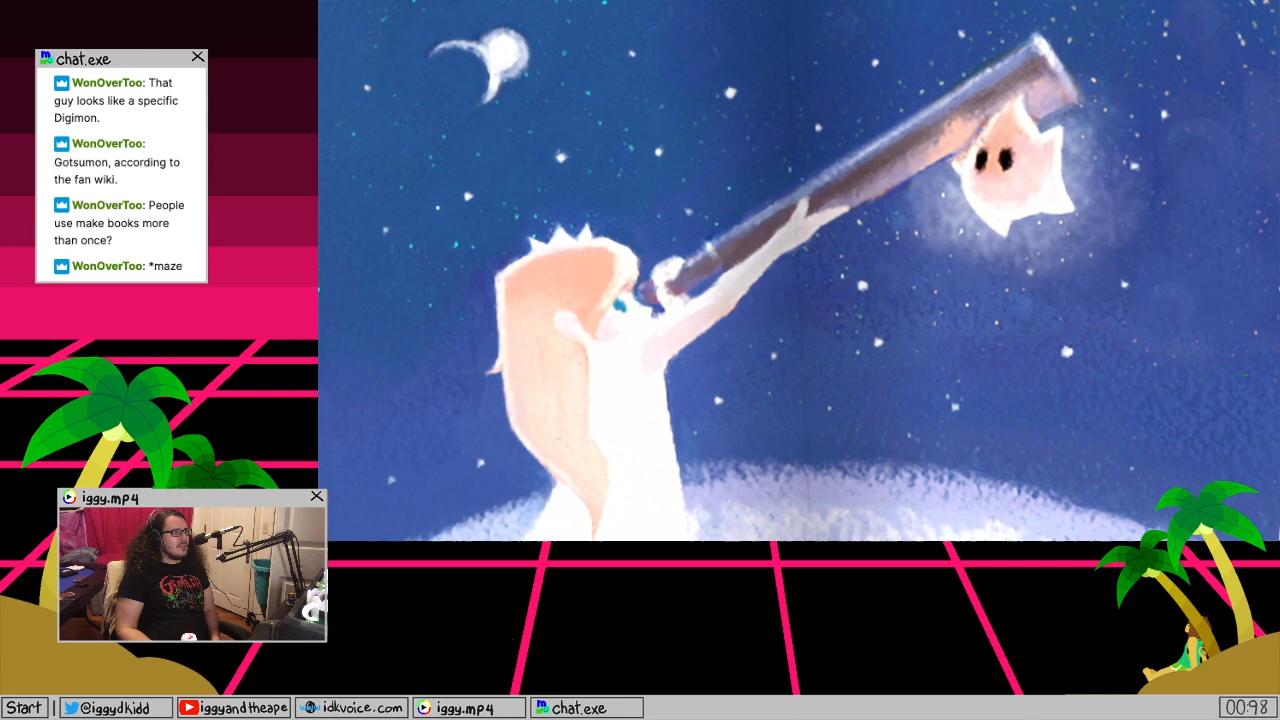 chat.exe
WonOverToo: That
guy looks like a specific
Digimon.
WonOverToo:
Gotsumon, according to
the fan wiki.
WonOverToo: People
use make books more
than once?
WonOverToo: *maze
iggy.mp4
Start | @iggydkidd iggyandtheape idkvoice.com iggy.mp4 chat.exe 00:98